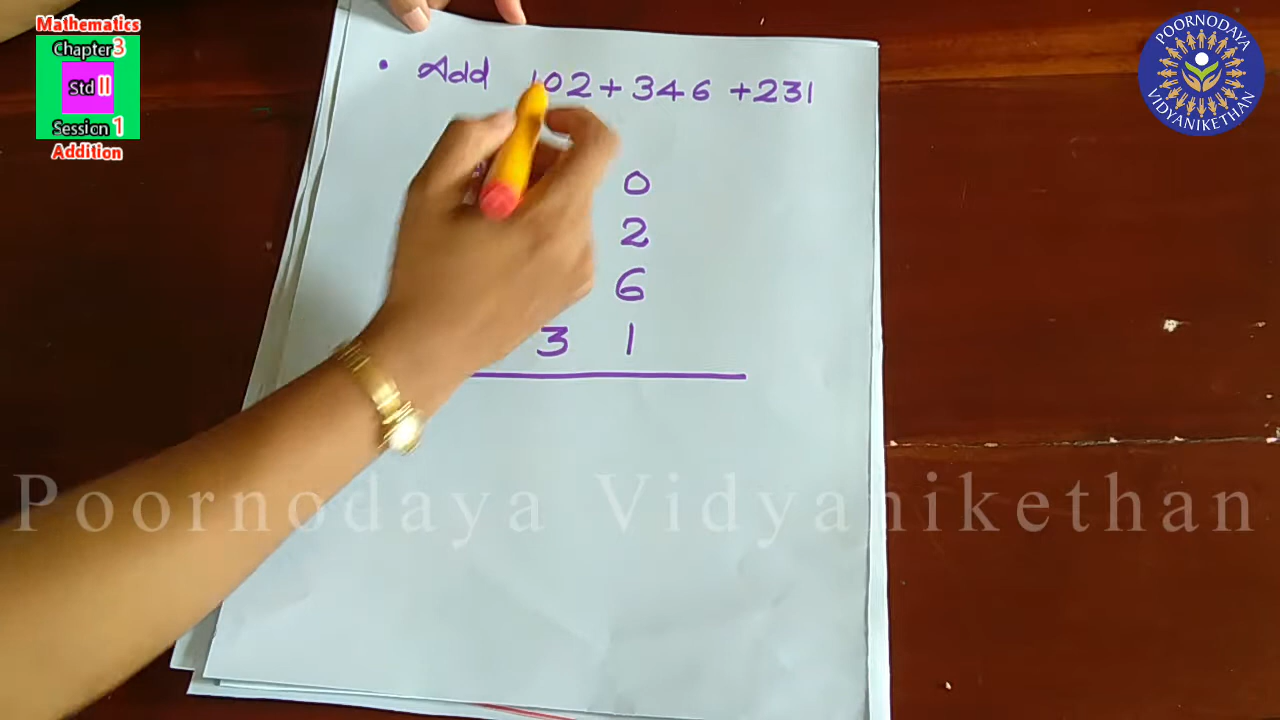 Mathematics
Chapter 3
Std II
Session 1
Addition
POORNODAYA
VIDYANIKETHAN
• Add 102 + 346 + 231
0
2
6
3 1
Poornodaya Vidyanikethan